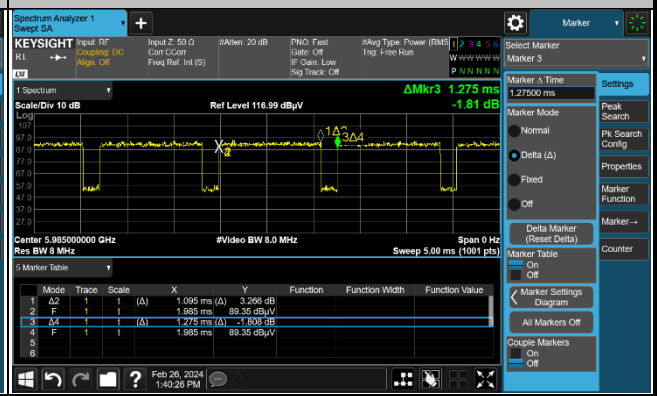 Spectrum Analyzer 1
Swept SA
+
Marker
KEYSIGHT
RL
LXI
Input: RF
Coupling: DC
Align: Off
Input Z: 50 Ω
Corr CCorr
Freq Ref: Int (S)
#Atten: 20 dB
PNO: Fast
Gate: Off
IF Gain: Low
Sig Track: Off
#Avg Type: Power (RMS
Trig: Free Run
1 2 3 4 5 6
W W W W W W
P N N N N N
Select Marker
Marker 3
1 Spectrum
ΔMkr3 1.275 ms
-1.81 dB
Scale/Div 10 dB
Ref Level 116.99 dBµV
Log
107
97.0
87.0
77.0
67.0
57.0
47.0
37.0
27.0
3Δ4
Center 5.985000000 GHz
#Video BW 8.0 MHz
Span 0 Hz
Res BW 8 MHz
Sweep 5.00 ms (1001 pts)
5 Marker Table
Mode Trace Scale X Y Function Function Width Function Value
1 Δ2 1 t (Δ) 1.095 ms (Δ) 3.266 dB
2 F 1 t 1.985 ms 89.35 dBµV
3 Δ4 1 t (Δ) 1.275 ms (Δ) -1.808 dB
4 F 1 t 1.985 ms 89.35 dBµV
5
6
Marker Δ Time
1.27500 ms
Marker Mode
Normal
Delta (Δ)
Fixed
Off
Delta Marker
(Reset Delta)
Marker Table
On
Off
Marker Settings
Diagram
All Markers Off
Couple Markers
On
Off
Settings
Peak
Search
Pk Search
Config
Properties
Marker
Function
Marker→
Counter
?
Feb 26, 2024
1:40:26 PM